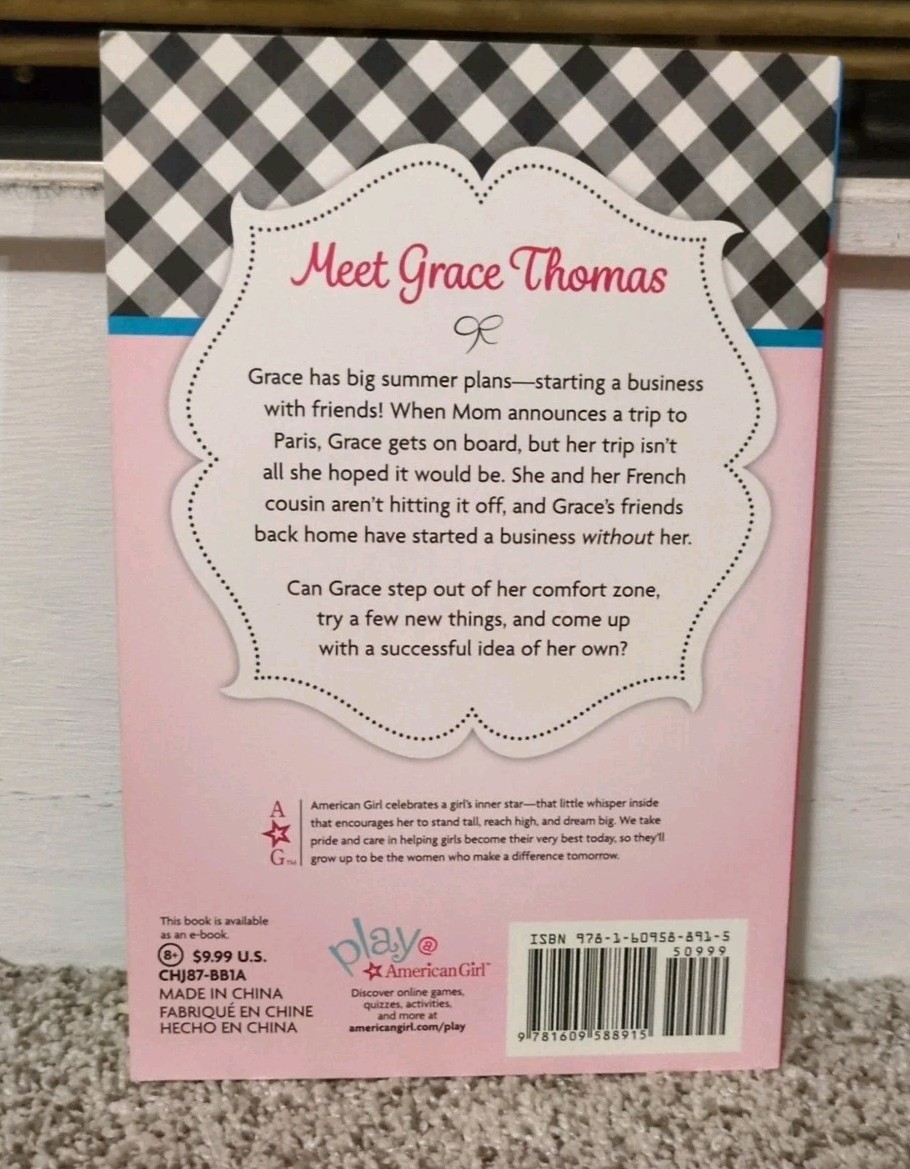 Meet Grace Thomas
Grace has big summer plans—starting a business
with friends! When Mom announces a trip to
Paris, Grace gets on board, but her trip isn't
all she hoped it would be. She and her French
cousin aren't hitting it off, and Grace's friends
back home have started a business without her.
Can Grace step out of her comfort zone,
try a few new things, and come up
with a successful idea of her own?
A
G™
American Girl celebrates a girl's inner star—that little whisper inside
that encourages her to stand tall, reach high, and dream big. We take
pride and care in helping girls become their very best today, so they'll
grow up to be the women who make a difference tomorrow.
This book is available
as an e-book.
8+ $9.99 U.S.
CHJ87-BB1A
MADE IN CHINA
FABRIQUÉ EN CHINE
HECHO EN CHINA
play@
American Girl™
Discover online games,
quizzes, activities,
and more at
americangirl.com/play
ISBN 978-1-60958-891-5
50999
9 781609 588915